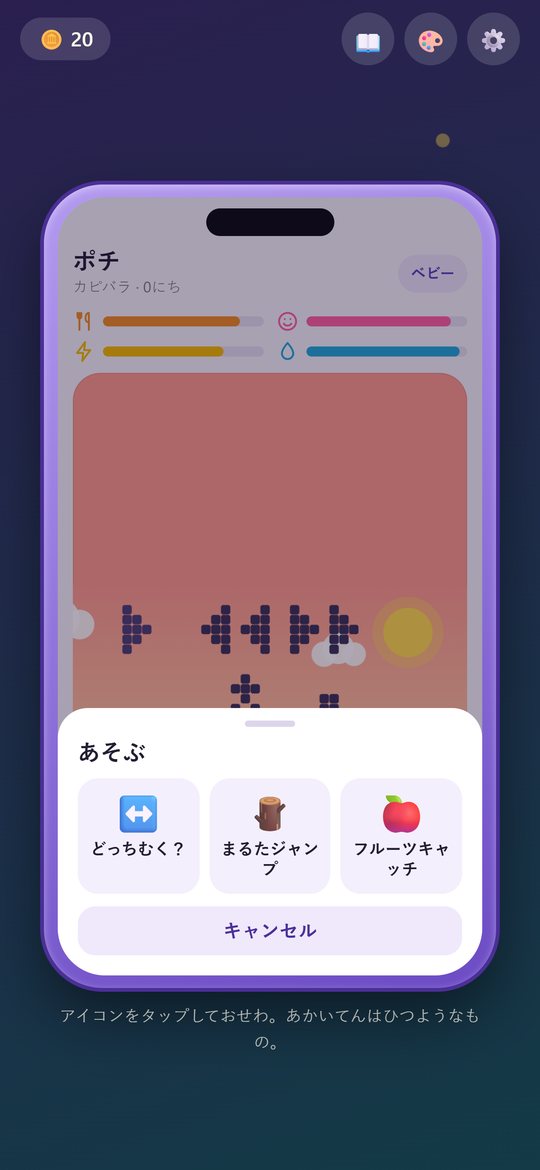 20
ポチ
カピバラ · 0にち
ベビー
あそぶ
どっちむく？
まるたジャン
プ
フルーツキャ
ッチ
キャンセル
アイコンをタップしておせわ。あかいてんはひつようなも
の。